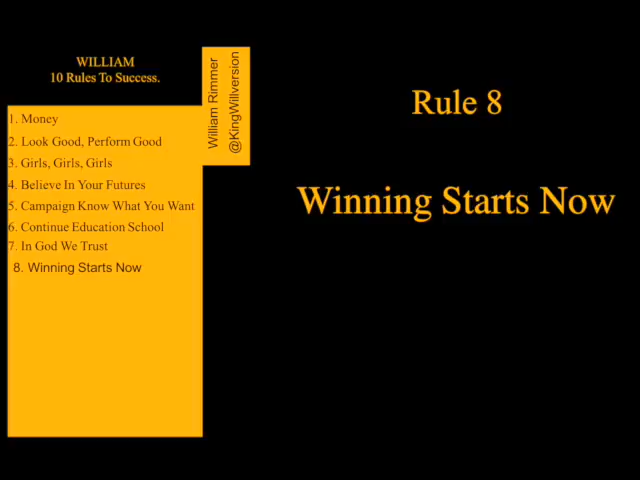 WILLIAM
10 Rules To Success.
William Rimmer
@KingWillversion
1. Money
2. Look Good, Perform Good
3. Girls, Girls, Girls
4. Believe In Your Futures
5. Campaign Know What You Want
6. Continue Education School
7. In God We Trust
8. Winning Starts Now
Rule 8
Winning Starts Now